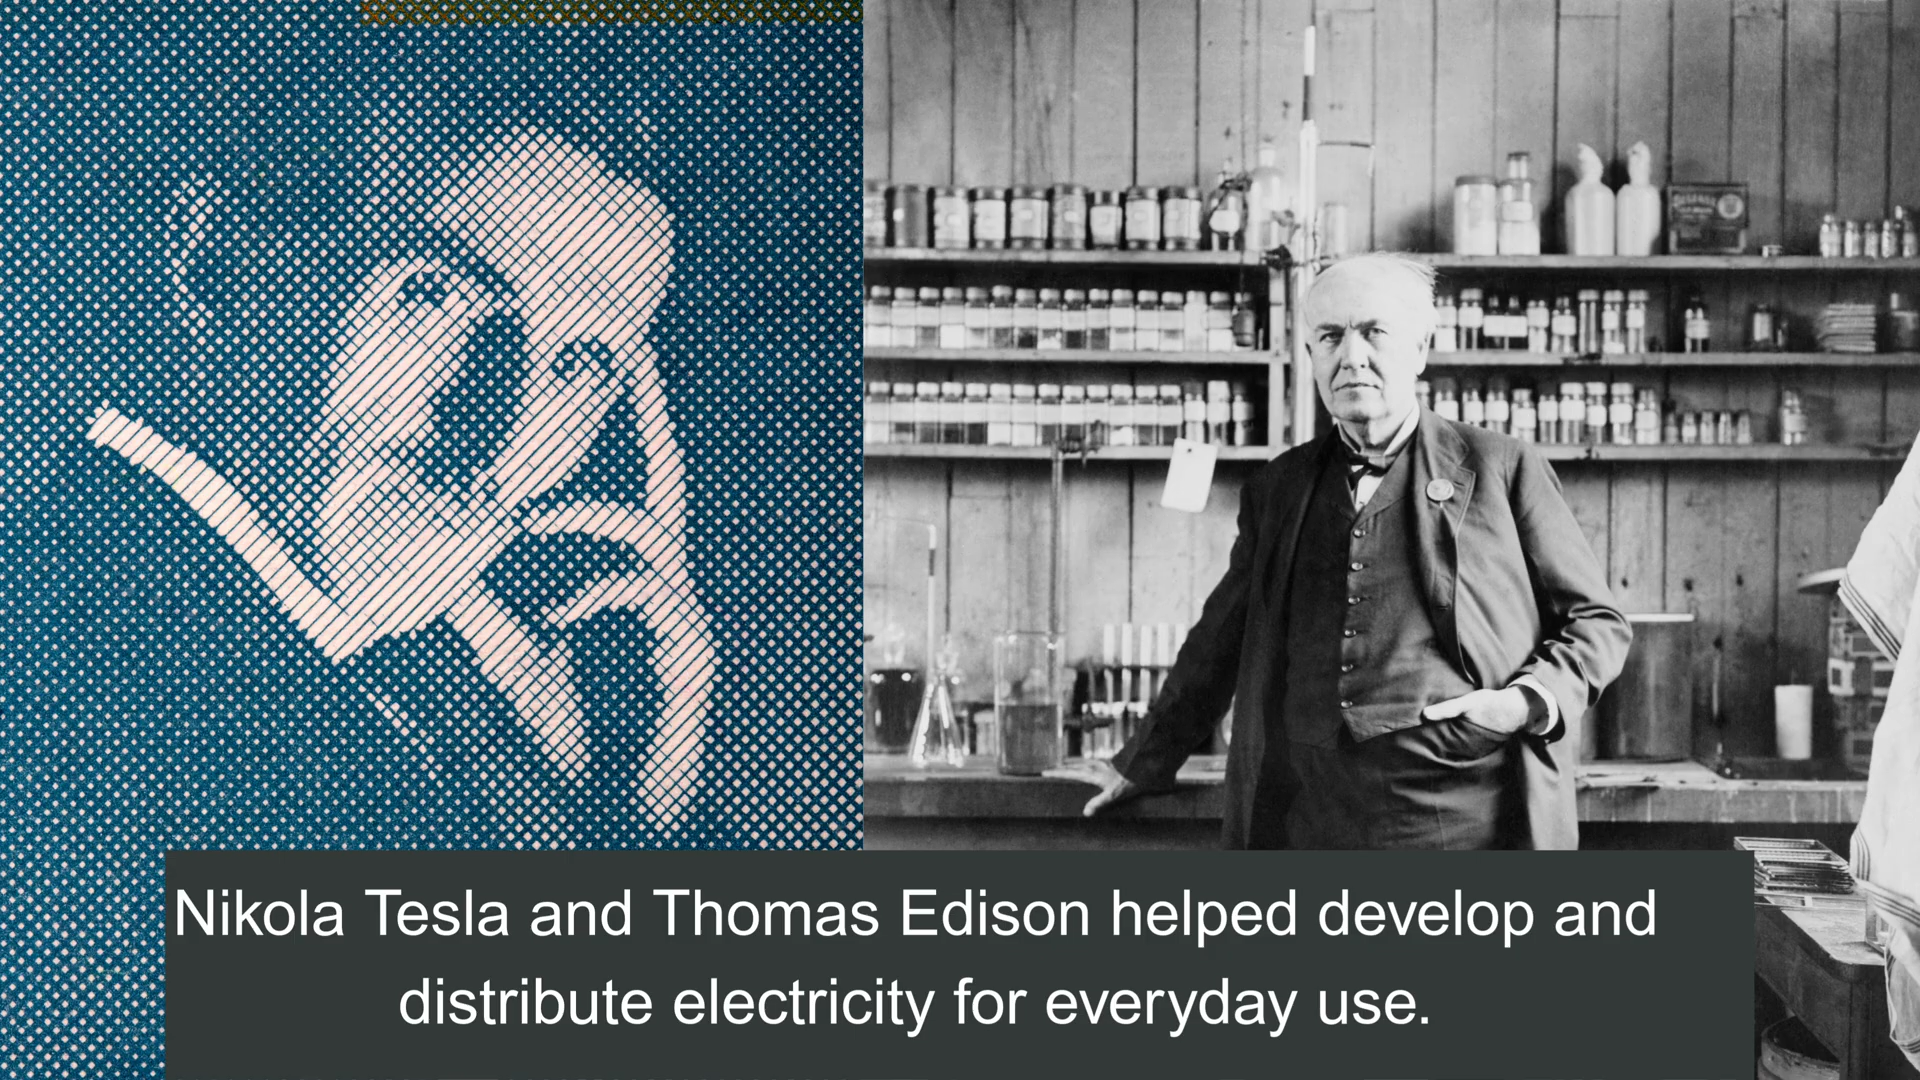 Nikola Tesla and Thomas Edison helped develop and
distribute electricity for everyday use.